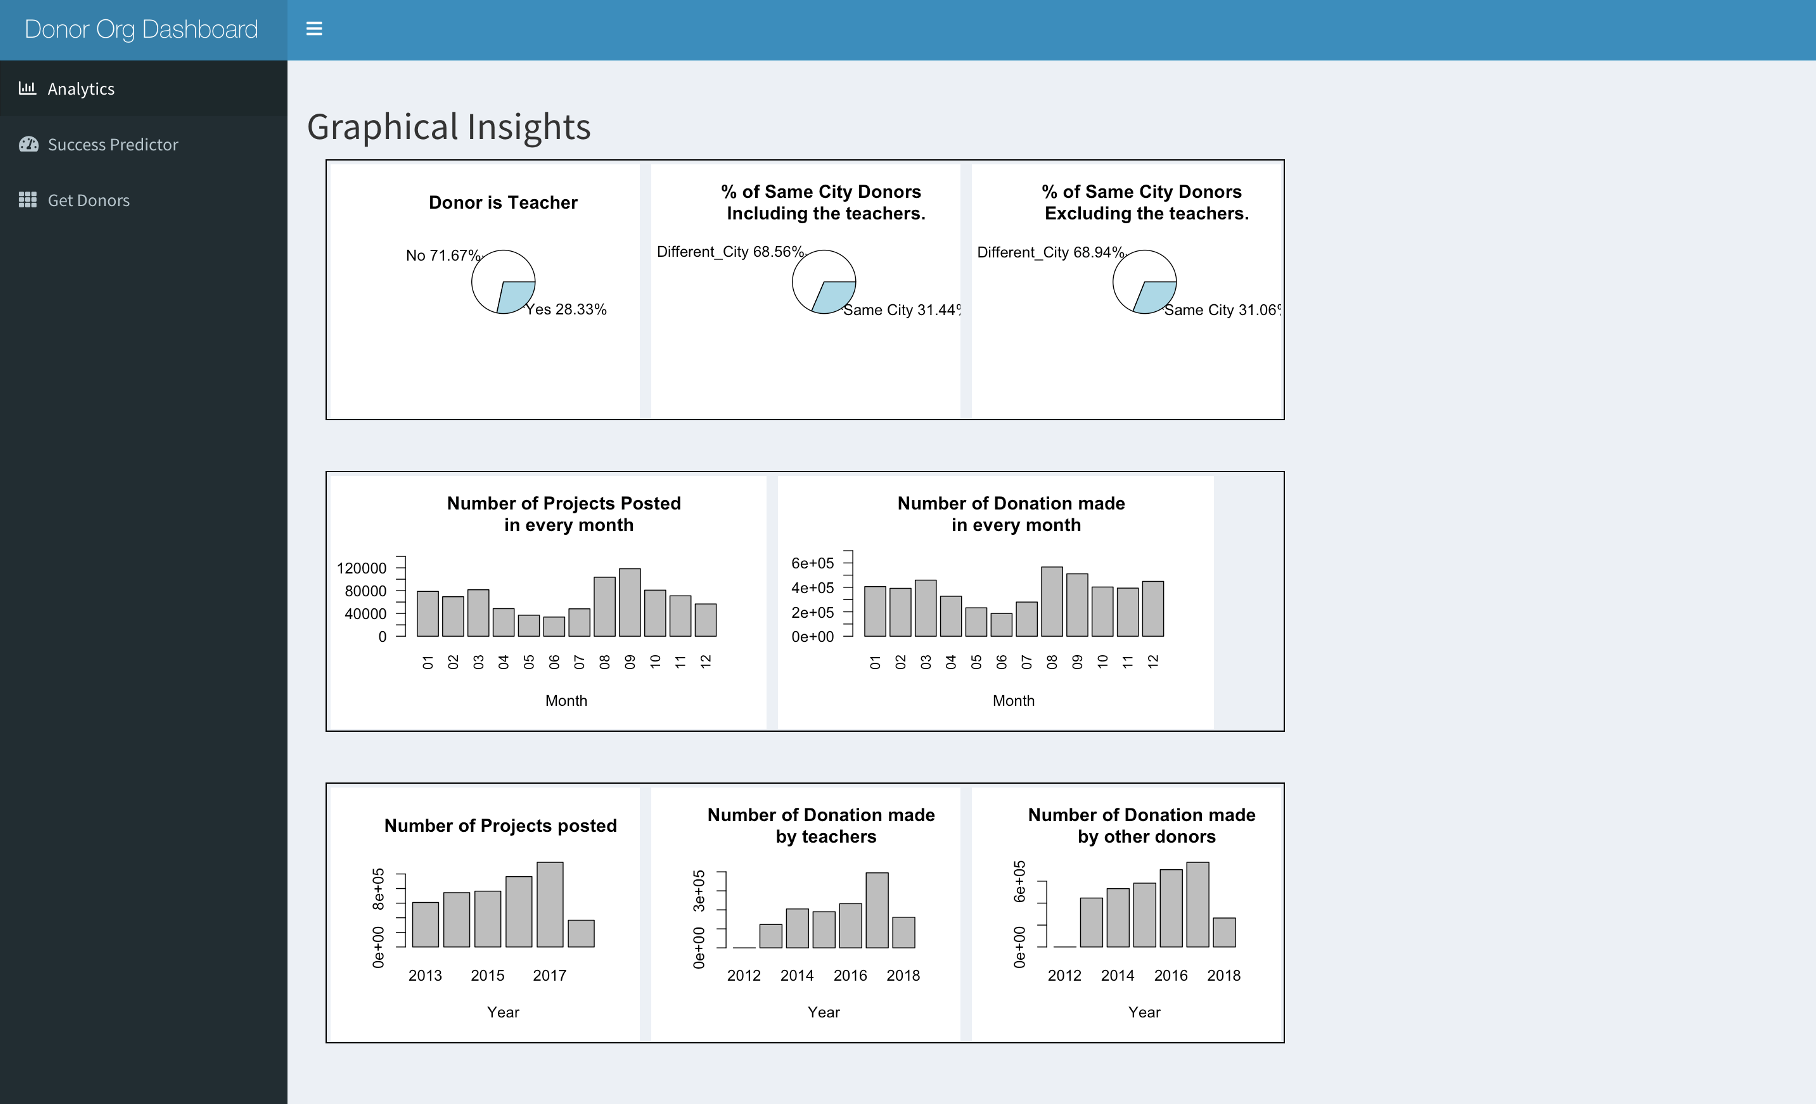 Donor Org Dashboard
Analytics
Success Predictor
Get Donors
Graphical Insights
Donor is Teacher
No 71.67%
Yes 28.33%
% of Same City Donors
Including the teachers.
Different_City 68.56%
Same City 31.44%
% of Same City Donors
Excluding the teachers.
Different_City 68.94%
Same City 31.06%
Number of Projects Posted
in every month
120000
80000
40000
0
01 02 03 04 05 06 07 08 09 10 11 12
Month
Number of Donation made
in every month
6e+05
4e+05
2e+05
0e+00
01 02 03 04 05 06 07 08 09 10 11 12
Month
Number of Projects posted
8e+05
0e+00
2013 2015 2017
Year
Number of Donation made
by teachers
3e+05
0e+00
2012 2014 2016 2018
Year
Number of Donation made
by other donors
6e+05
0e+00
2012 2014 2016 2018
Year